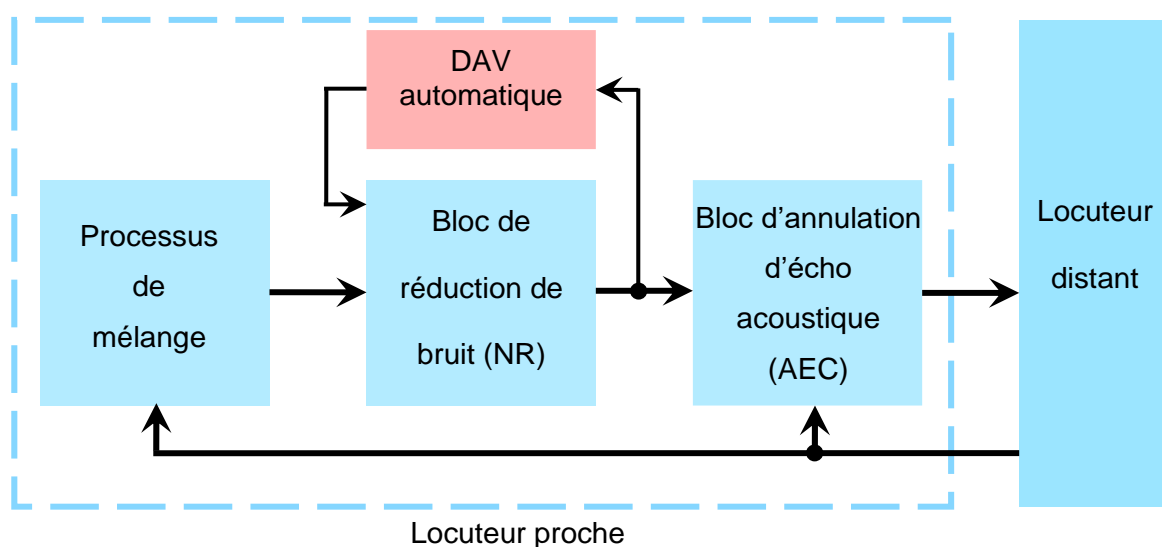 DAV
automatique
Processus
de
mélange
Bloc de
réduction de
bruit (NR)
Bloc d’annulation
d’écho
acoustique
(AEC)
Locuteur
distant
Locuteur proche